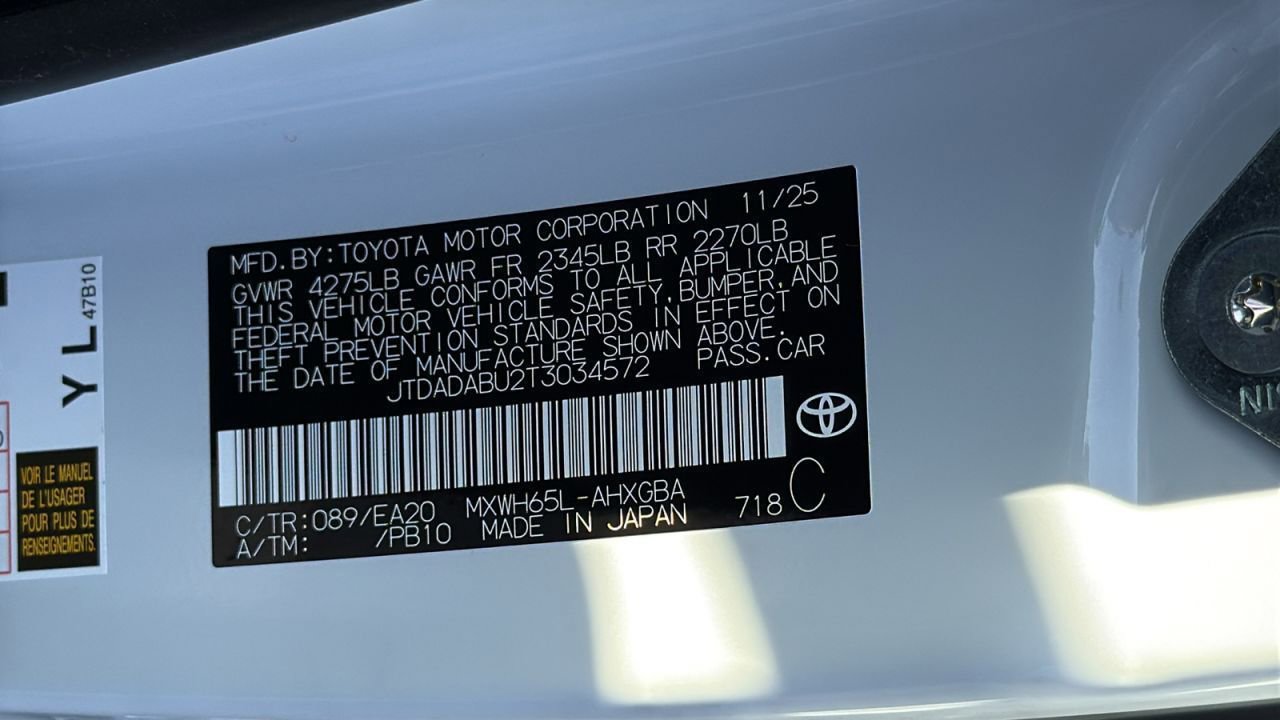 MFD.BY:TOYOTA MOTOR CORPORATION 11/25
GVWR 4275LB GAWR FR 2345LB RR 2270LB
THIS VEHICLE CONFORMS TO ALL APPLICABLE
FEDERAL MOTOR VEHICLE SAFETY,BUMPER,AND
THEFT PREVENTION STANDARDS IN EFFECT ON
THE DATE OF MANUFACTURE SHOWN ABOVE.
JTDADABU2T3034572 PASS.CAR
C/TR:089/EA20 MXWH65L-AHXGBA
A/TM: /PB10 MADE IN JAPAN 718 C
Y L 47B10
VOIR LE MANUEL
DE L'USAGER
POUR PLUS DE
RENSEIGNEMENTS.